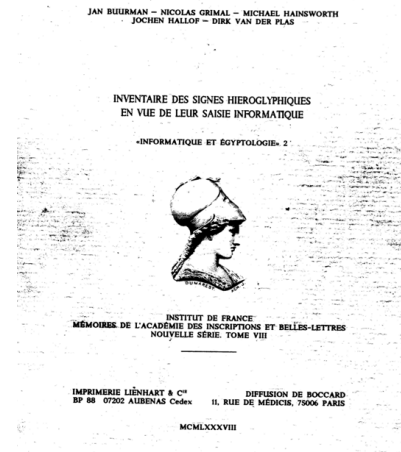 JAN BUURMAN — NICOLAS GRIMAL — MICHAEL HAINSWORTH
JOCHEN HALLOF — DIRK VAN DER PLAS
INVENTAIRE DES SIGNES HIEROGLYPHIQUES
EN VUE DE LEUR SAISIE INFORMATIQUE
«INFORMATIQUE ET ÉGYPTOLOGIE» 2
INSTITUT DE FRANCE
MÉMOIRES DE L'ACADÉMIE DES INSCRIPTIONS ET BELLES-LETTRES
NOUVELLE SÉRIE. TOME VIII
IMPRIMERIE LIENHART & Cie
BP 88 07202 AUBENAS Cedex
DIFFUSION DE BOCCARD
11, RUE DE MÉDICIS, 75006 PARIS
MCMLXXXVIII